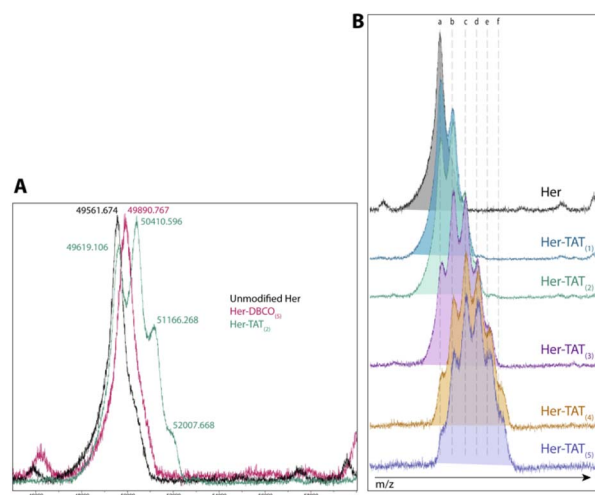 A
49561.674
49890.767
50410.596
49619.106
51166.268
52007.668
Unmodified Her
Her-DBCO(5)
Her-TAT(2)
B
a b c d e f
Her
Her-TAT(1)
Her-TAT(2)
Her-TAT(3)
Her-TAT(4)
Her-TAT(5)
m/z